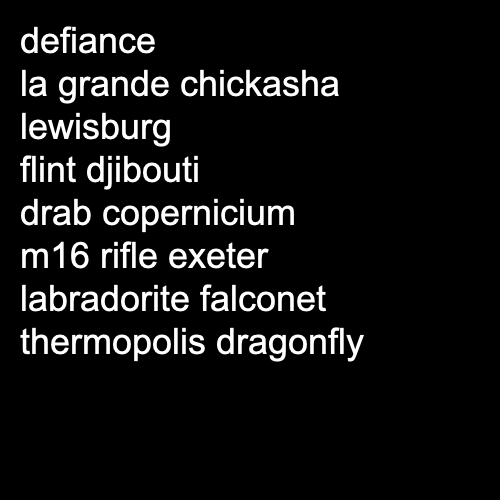 defiance
la grande chickasha
lewisburg
flint djibouti
drab copernicium
m16 rifle exeter
labradorite falconet
thermopolis dragonfly